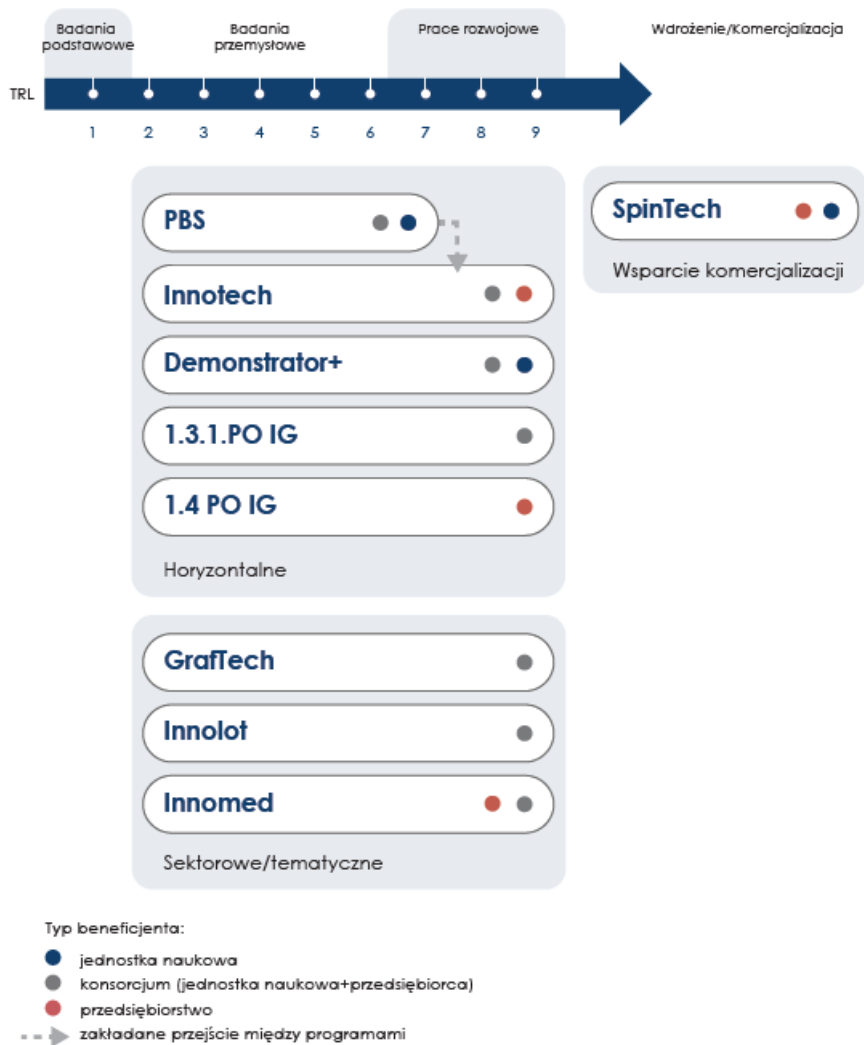 Badania
podstawowe
Badania
przemysłowe
Prace rozwojowe
Wdrożenie/Komercjalizacja
TRL
1 2 3 4 5 6 7 8 9
PBS
SpinTech
Wsparcie komercjalizacji
Innotech
Demonstrator+
1.3.1.PO IG
1.4 PO IG
Horyzontalne
GrafTech
Innolot
Innomed
Sektorowe/tematyczne
Typ beneficjenta:
jednostka naukowa
konsorcjum (jednostka naukowa+przedsiębiorca)
przedsiębiorstwo
zakładane przejście między programami